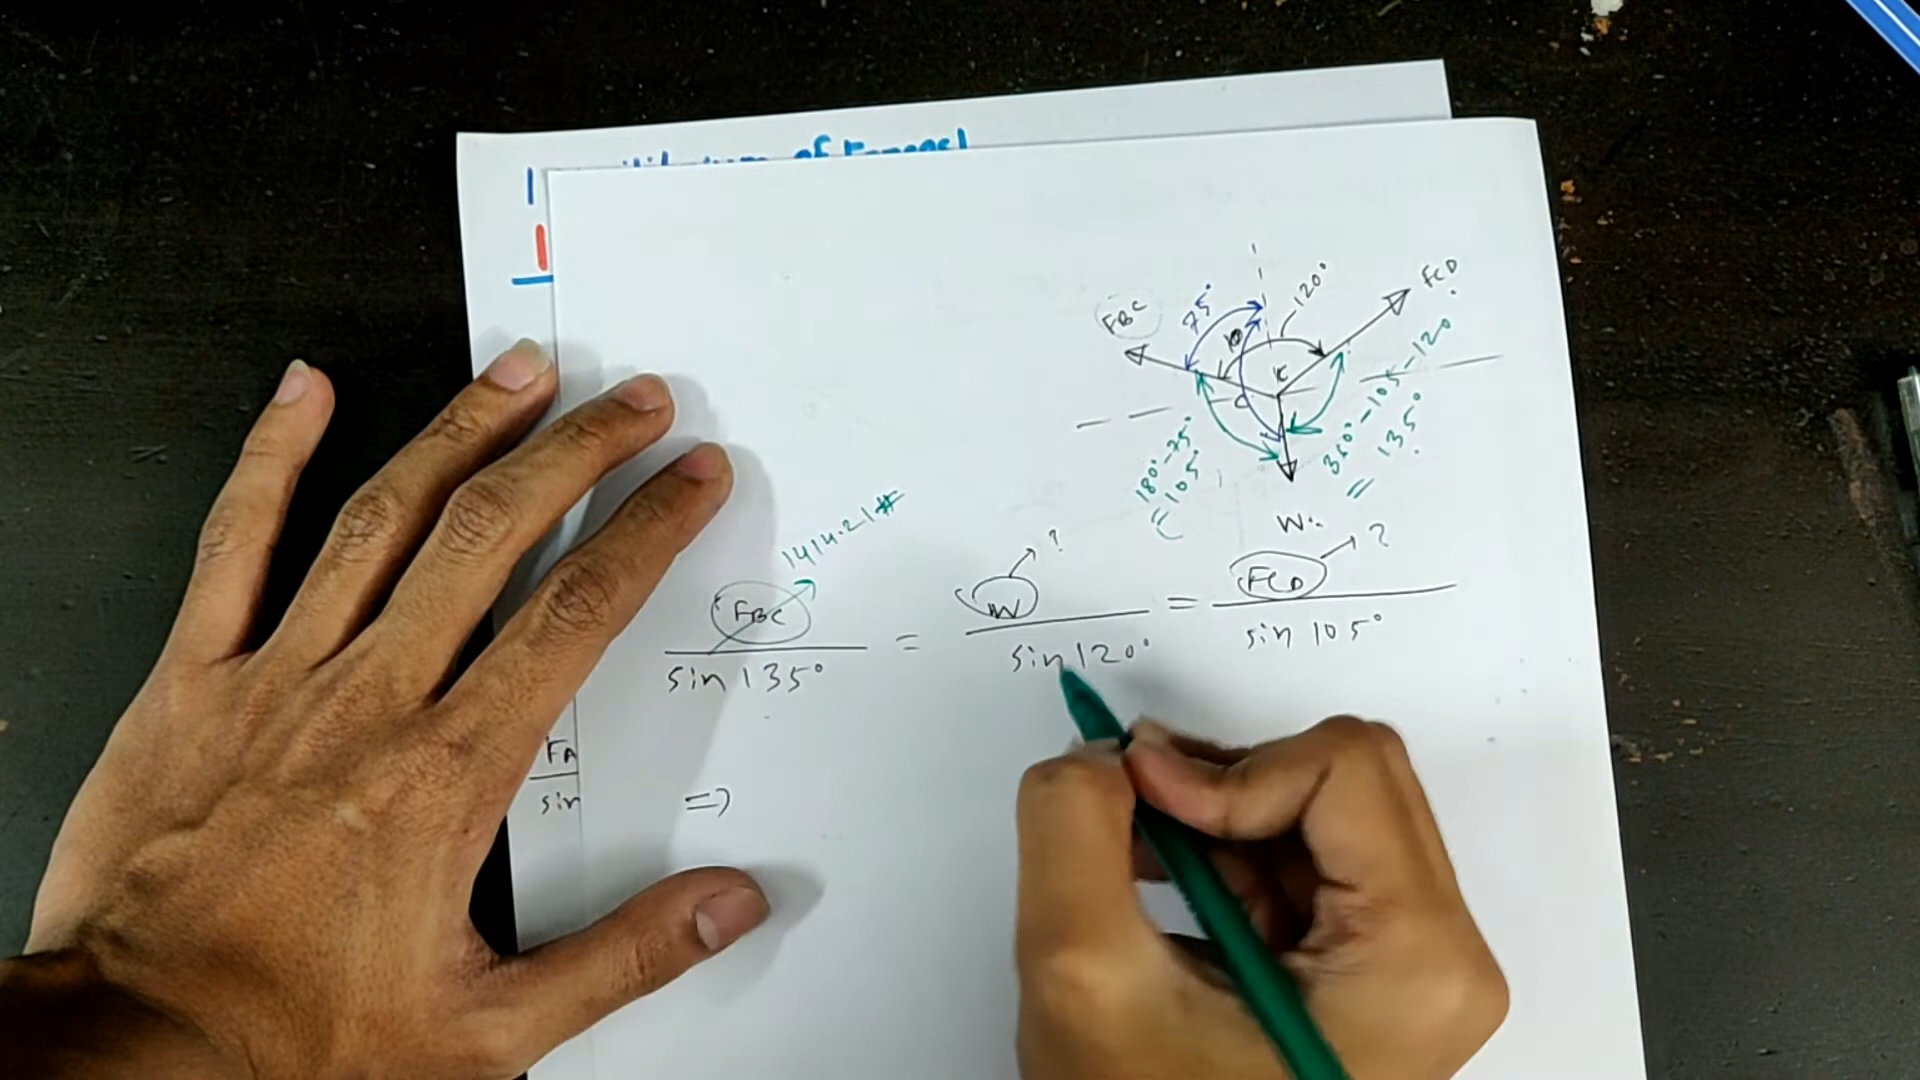 of
FCD
120°
FBC
75°
C
180°-75°
= 105°
360°-105-120
= 135°
W
1414.21#
? ?
FBC = W = FCD
sin 135° sin 120° sin 105°
FA
sin
=>